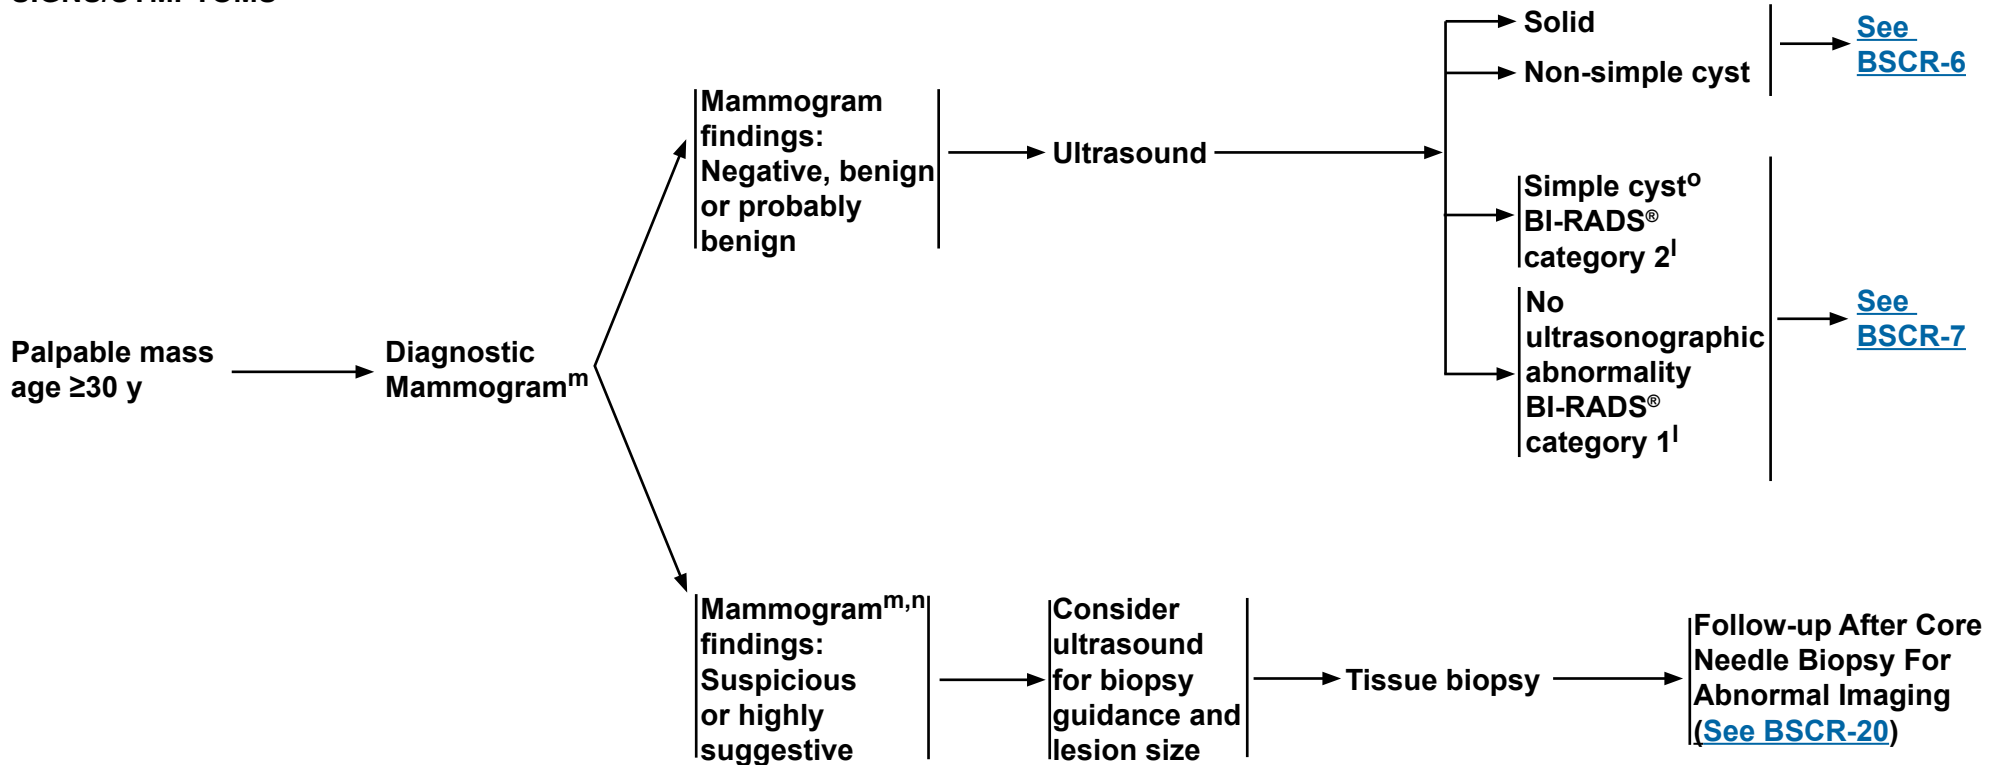 Palpable mass
age ≥30 y
Diagnostic
Mammogramᵐ
Mammogram
findings:
Negative, benign
or probably
benign
Ultrasound
Solid
Non-simple cyst
See
BSCR-6
Simple cystᵒ
BI-RADS®
category 2ˡ
No
ultrasonographic
abnormality
BI-RADS®
category 1ˡ
See
BSCR-7
Mammogramᵐ,ⁿ
findings:
Suspicious
or highly
suggestive
Consider
ultrasound
for biopsy
guidance and
lesion size
Tissue biopsy
Follow-up After Core
Needle Biopsy For
Abnormal Imaging
(See BSCR-20)